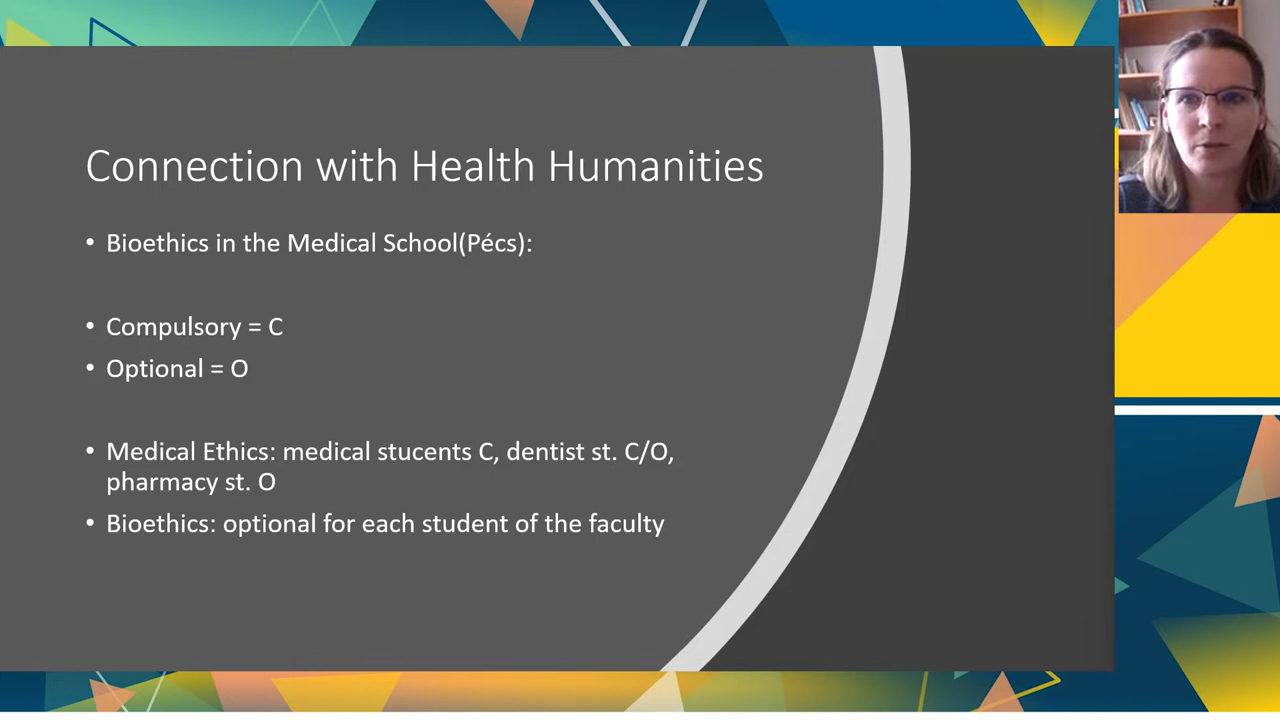 Connection with Health Humanities
• Bioethics in the Medical School(Pécs):
• Compulsory = C
• Optional = O
• Medical Ethics: medical stucents C, dentist st. C/O,
pharmacy st. O
• Bioethics: optional for each student of the faculty